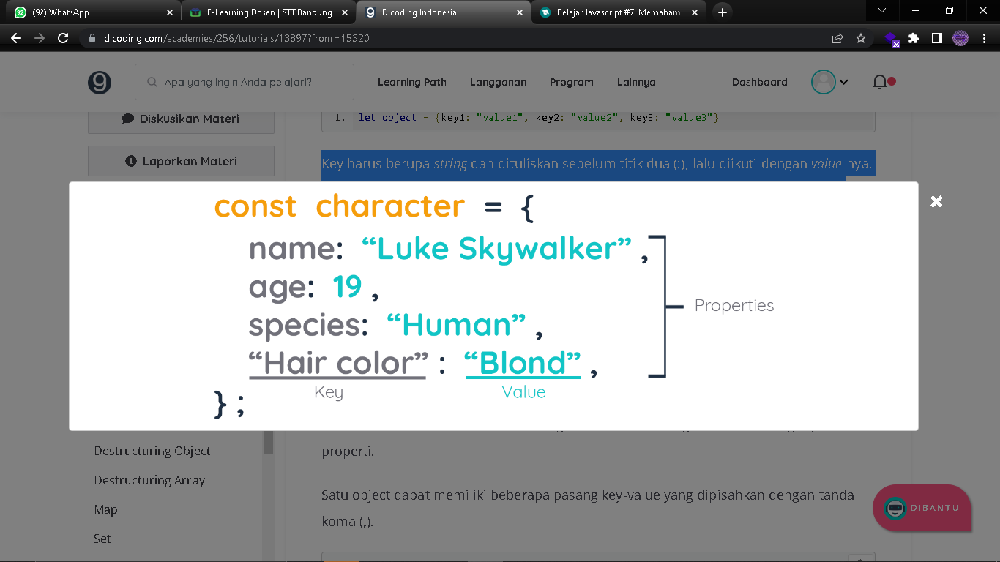 (92) WhatsApp
E-Learning Dosen | STT Bandung
Dicoding Indonesia
Belajar Javascript #7: Memahami
dicoding.com/academies/256/tutorials/13897?from=15320
26
Apa yang ingin Anda pelajari?
Learning Path
Langganan
Program
Lainnya
Dashboard
Diskusikan Materi
Laporkan Materi
1. let object = {key1: "value1", key2: "value2", key3: "value3"}
Key harus berupa string dan dituliskan sebelum titik dua (:), lalu diikuti dengan value-nya.
const character = {
name: “Luke Skywalker” ,
age: 19 ,
species: “Human” ,
“Hair color” : “Blond” ,
Key
Value
} ;
Properties
properti.
Satu object dapat memiliki beberapa pasang key-value yang dipisahkan dengan tanda
koma (,).
Destructuring Object
Destructuring Array
Map
Set
DIBANTU